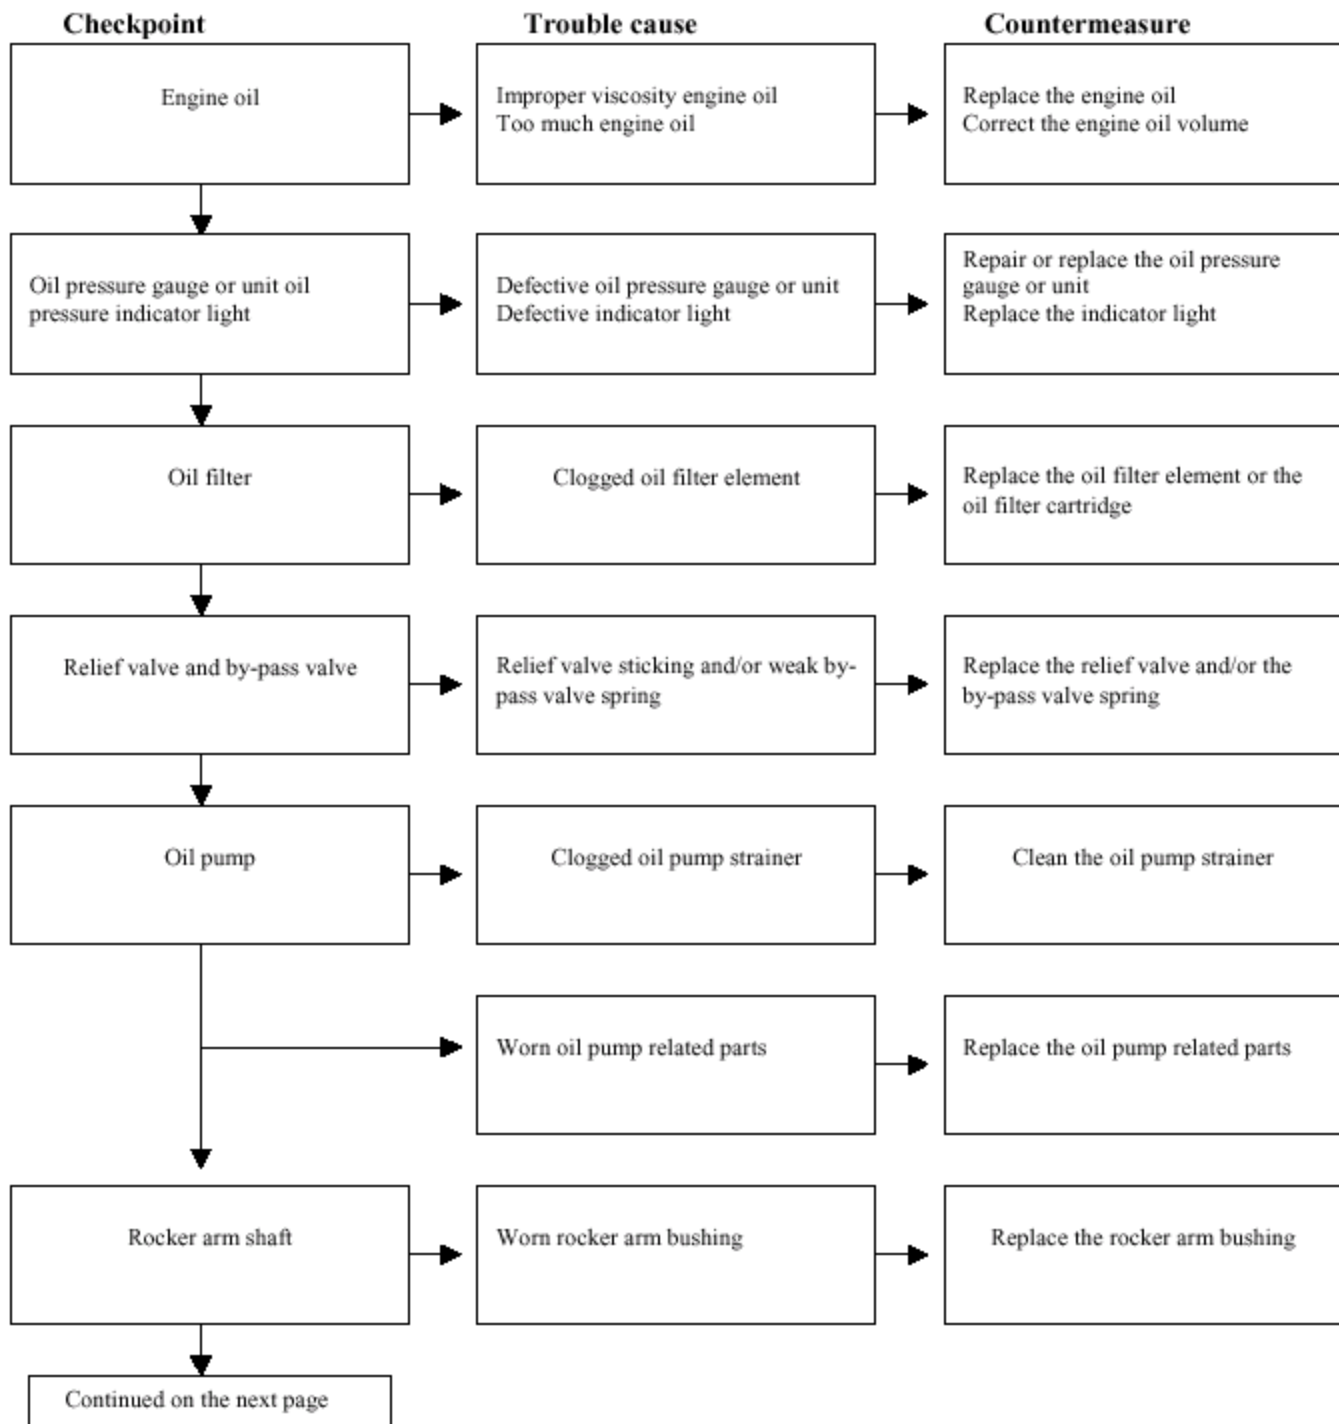 Checkpoint
Trouble cause
Countermeasure
Engine oil
Improper viscosity engine oil
Too much engine oil
Replace the engine oil
Correct the engine oil volume
Oil pressure gauge or unit oil
pressure indicator light
Defective oil pressure gauge or unit
Defective indicator light
Repair or replace the oil pressure
gauge or unit
Replace the indicator light
Oil filter
Clogged oil filter element
Replace the oil filter element or the
oil filter cartridge
Relief valve and by-pass valve
Relief valve sticking and/or weak by-
pass valve spring
Replace the relief valve and/or the
by-pass valve spring
Oil pump
Clogged oil pump strainer
Clean the oil pump strainer
Worn oil pump related parts
Replace the oil pump related parts
Rocker arm shaft
Worn rocker arm bushing
Replace the rocker arm bushing
Continued on the next page